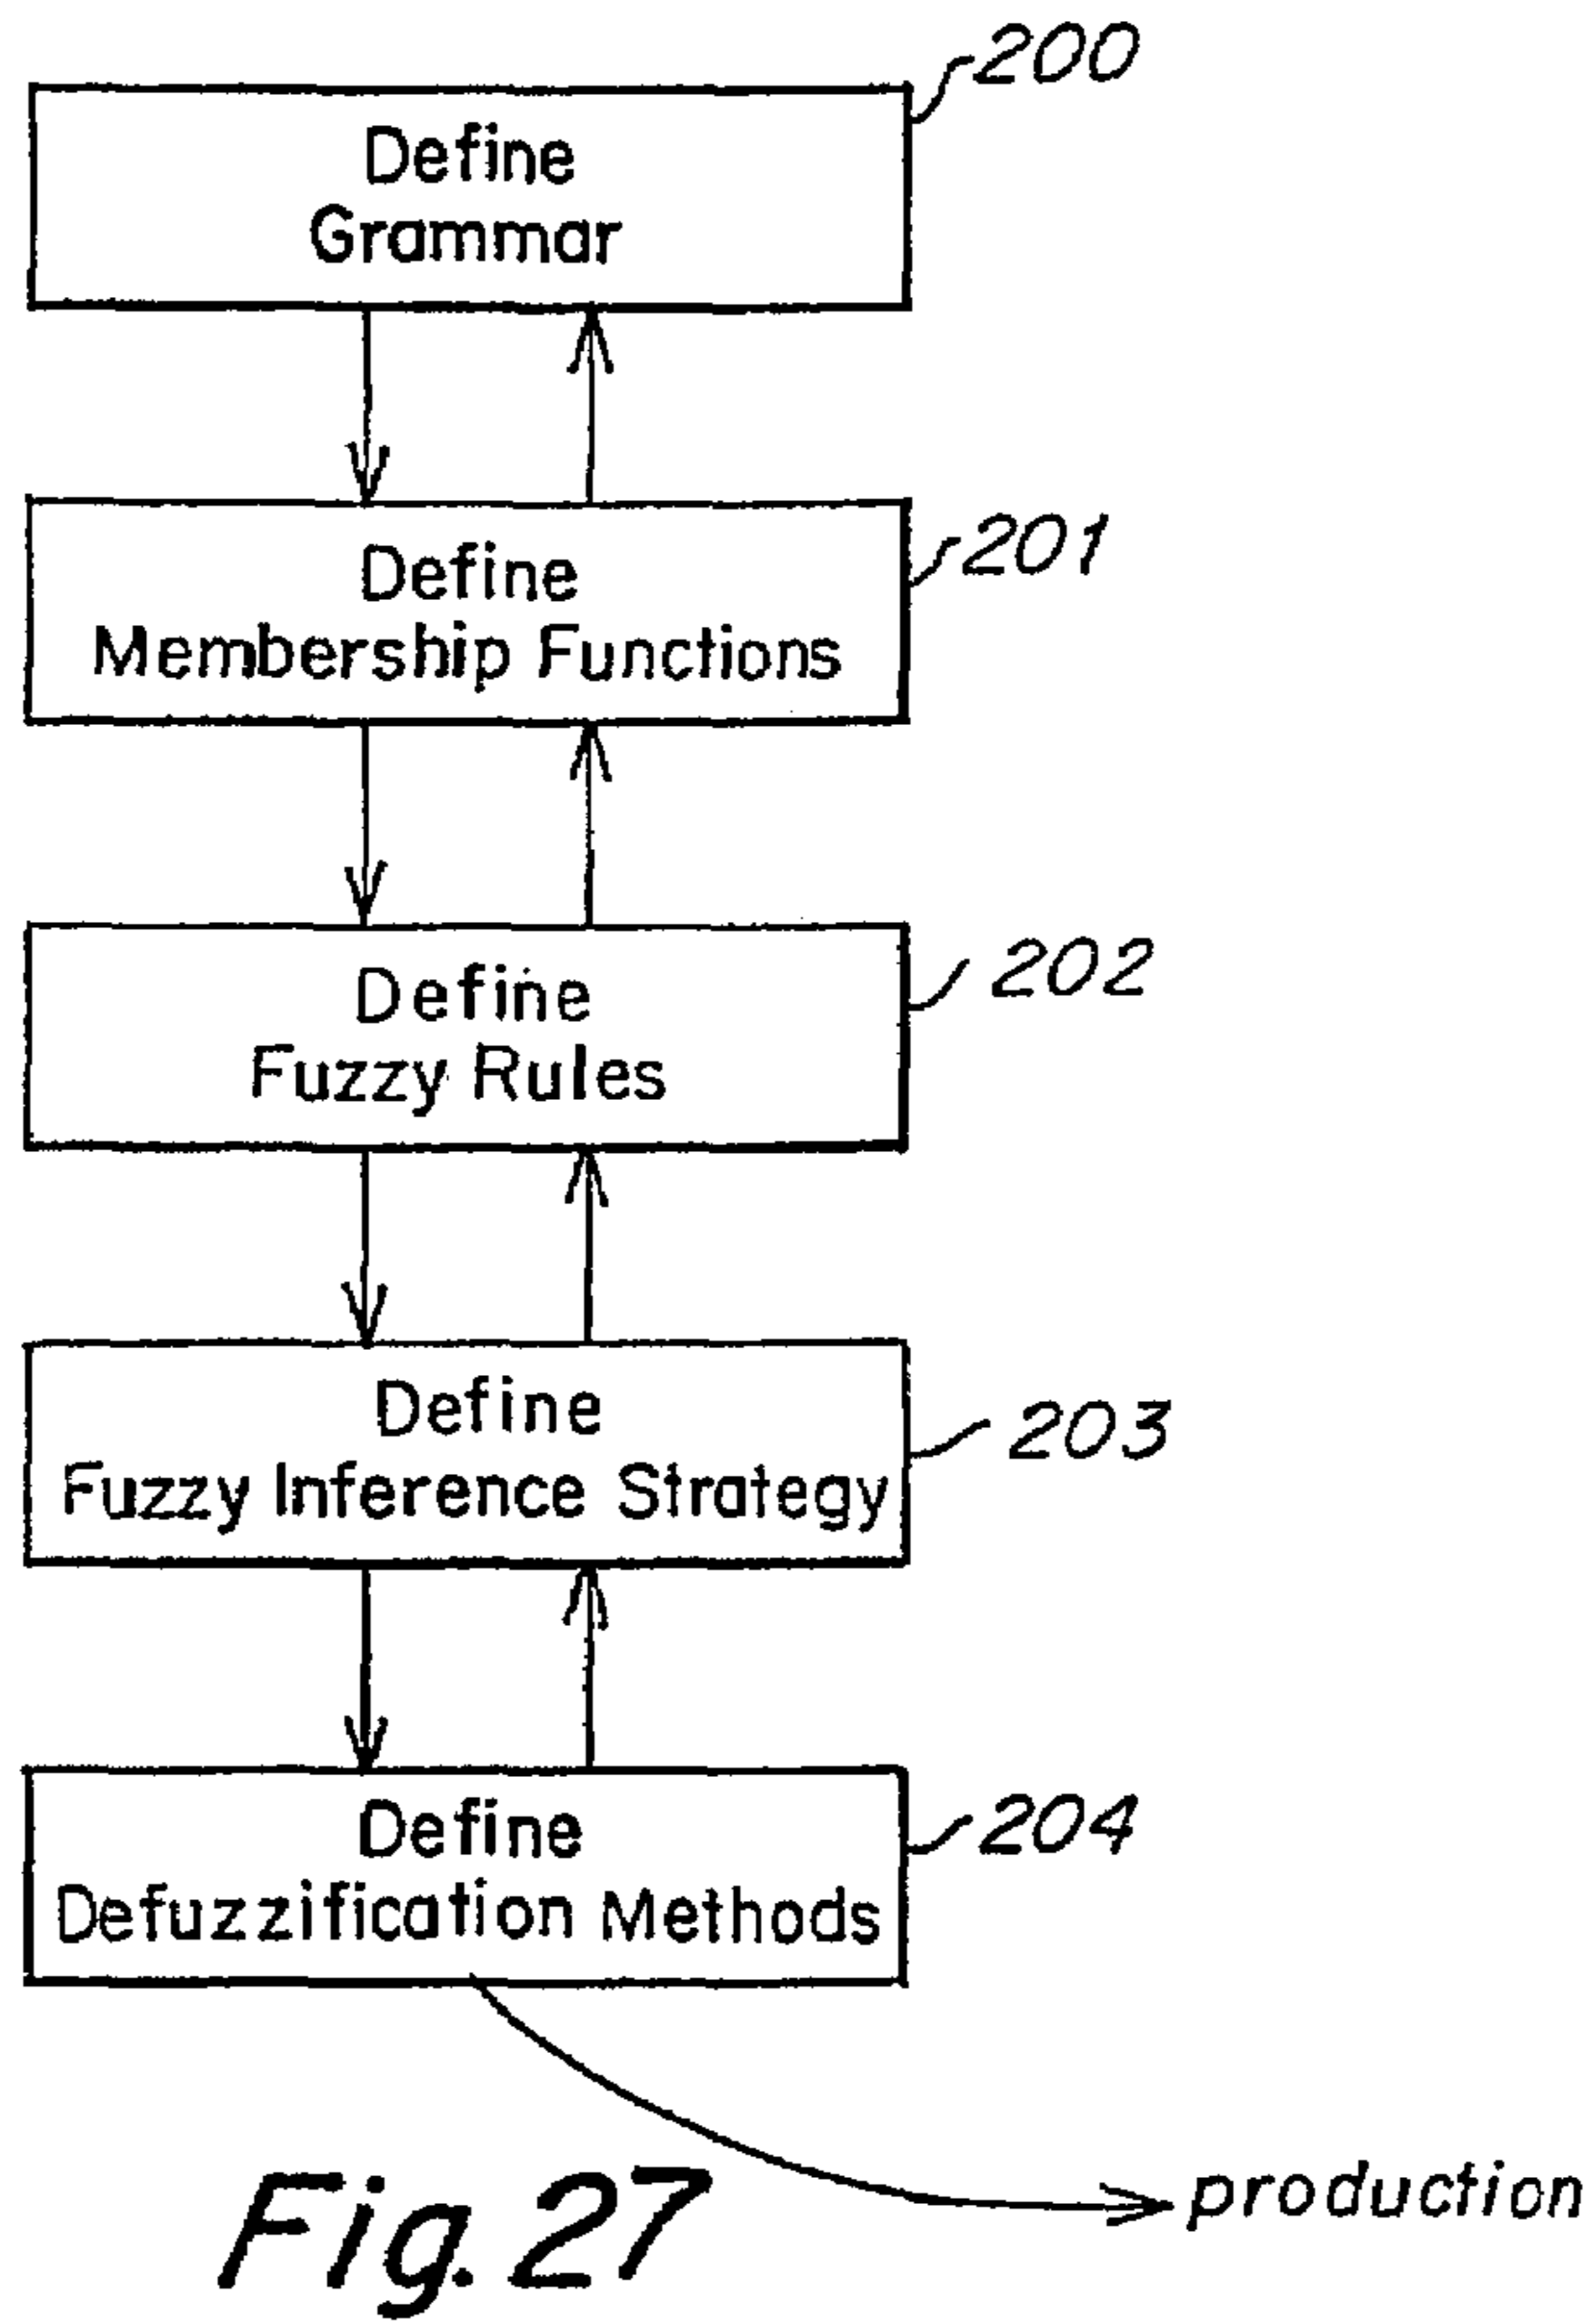 200
Define
Grammar
201
Define
Membership Functions
202
Define
Fuzzy Rules
203
Define
Fuzzy Inference Strategy
204
Define
Defuzzification Methods
production
Fig. 27